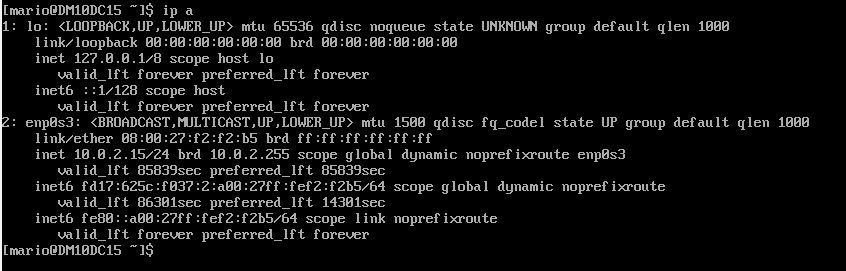 [mario@DM10DC15 ~]$ ip a
1: lo: <LOOPBACK,UP,LOWER_UP> mtu 65536 qdisc noqueue state UNKNOWN group default qlen 1000
    link/loopback 00:00:00:00:00:00 brd 00:00:00:00:00:00
    inet 127.0.0.1/8 scope host lo
       valid_lft forever preferred_lft forever
    inet6 ::1/128 scope host
       valid_lft forever preferred_lft forever
2: enp0s3: <BROADCAST,MULTICAST,UP,LOWER_UP> mtu 1500 qdisc fq_codel state UP group default qlen 1000
    link/ether 08:00:27:f2:f2:b5 brd ff:ff:ff:ff:ff:ff
    inet 10.0.2.15/24 brd 10.0.2.255 scope global dynamic noprefixroute enp0s3
       valid_lft 85839sec preferred_lft 85839sec
    inet6 fd17:625c:f037:2:a00:27ff:fef2:f2b5/64 scope global dynamic noprefixroute
       valid_lft 86301sec preferred_lft 14301sec
    inet6 fe80::a00:27ff:fef2:f2b5/64 scope link noprefixroute
       valid_lft forever preferred_lft forever
[mario@DM10DC15 ~]$